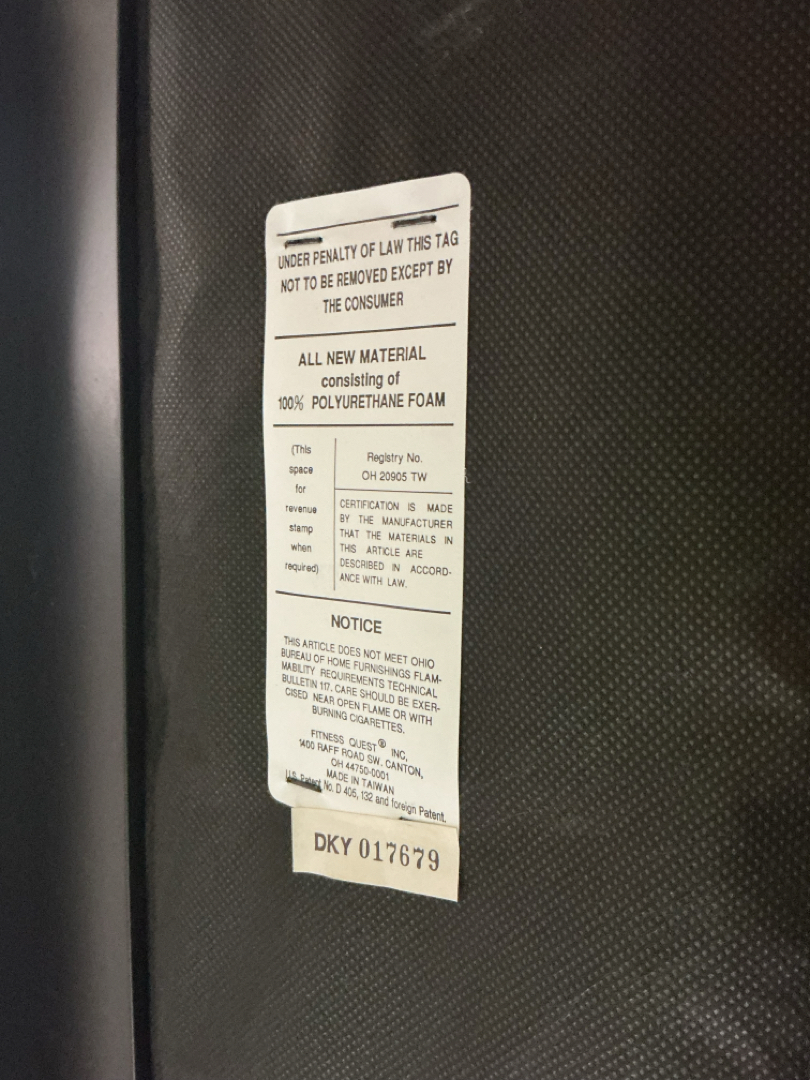 UNDER PENALTY OF LAW THIS TAG
NOT TO BE REMOVED EXCEPT BY
THE CONSUMER
ALL NEW MATERIAL
consisting of
100% POLYURETHANE FOAM
(This
space
for
revenue
stamp
when
required)
Registry No.
OH 20905 TW
CERTIFICATION IS MADE
BY THE MANUFACTURER
THAT THE MATERIALS IN
THIS ARTICLE ARE
DESCRIBED IN ACCORD-
ANCE WITH LAW.
NOTICE
THIS ARTICLE DOES NOT MEET OHIO
BUREAU OF HOME FURNISHINGS FLAM-
MABILITY REQUIREMENTS TECHNICAL
BULLETIN 117. CARE SHOULD BE EXER-
CISED NEAR OPEN FLAME OR WITH
BURNING CIGARETTES.
FITNESS QUEST® INC,
1400 RAFF ROAD SW. CANTON,
OH 44750-0001
MADE IN TAIWAN
U.S. Patent No. D 405, 132 and foreign Patent.
DKY 017679